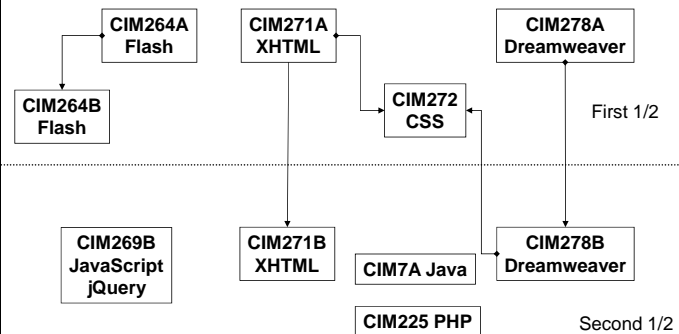 CIM264A
Flash
CIM271A
XHTML
CIM278A
Dreamweaver
CIM264B
Flash
CIM272
CSS
First 1/2
CIM269B
JavaScript
jQuery
CIM271B
XHTML
CIM7A Java
CIM278B
Dreamweaver
CIM225 PHP
Second 1/2